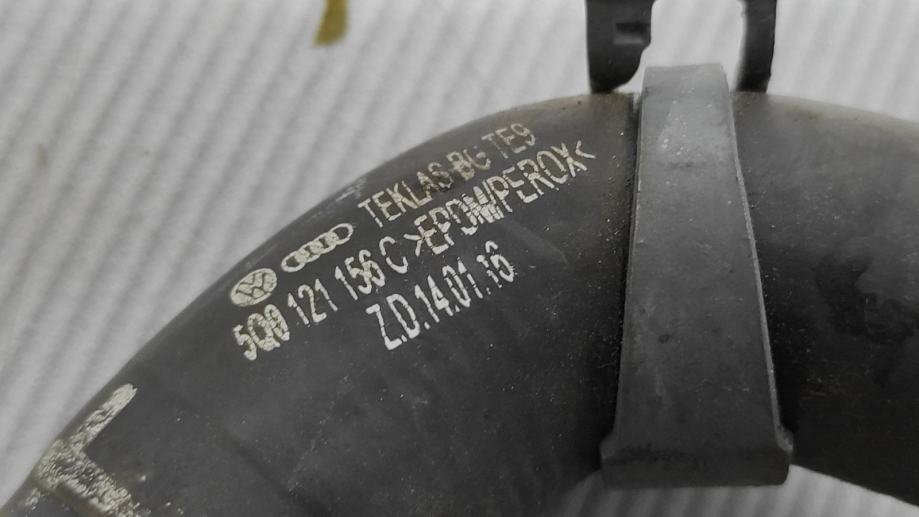 TEKLAS BG TE9
5Q0 121 156 C >EPDM/PEROX<
Z.D.14.01.16